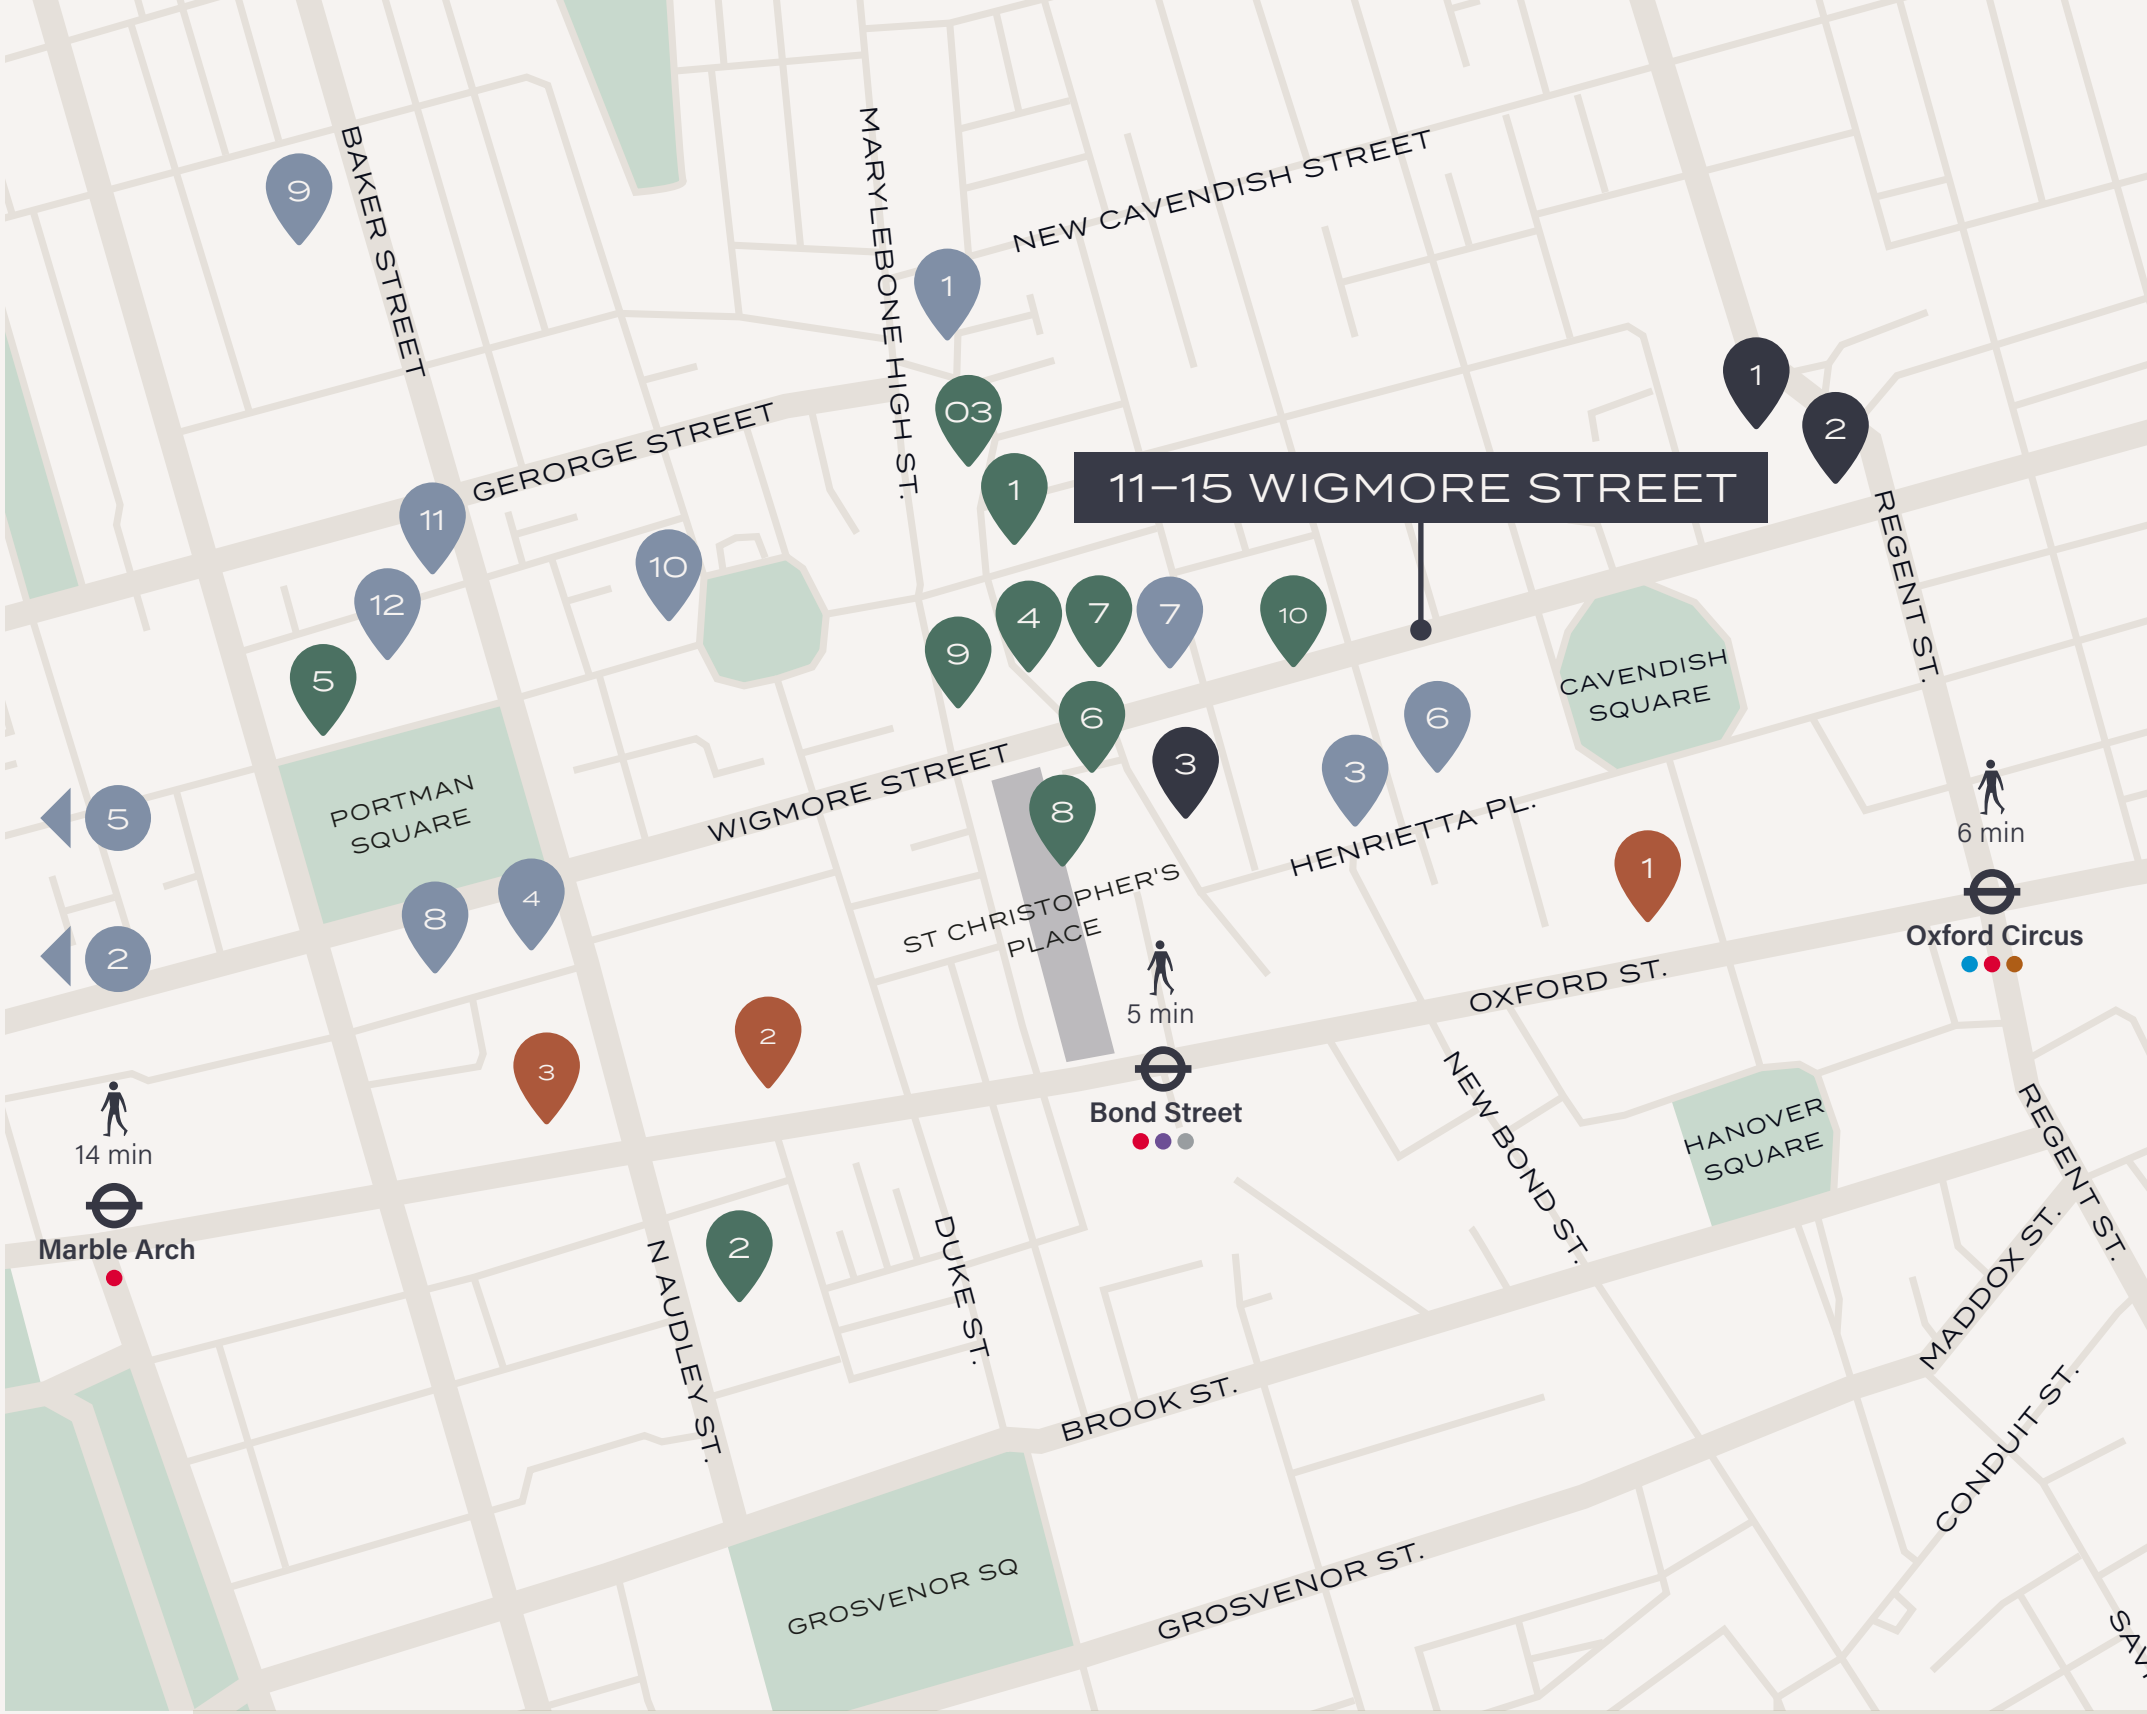 BAKER STREET
MARYLEBONE HIGH ST.
NEW CAVENDISH STREET
9
1
1
2
03
GERORGE STREET
1
11–15 WIGMORE STREET
11
10
12
REGENT ST.
5
9
4
7
7
10
CAVENDISH
SQUARE
6
3
6
3
PORTMAN
SQUARE
WIGMORE STREET
8
HENRIETTA PL.
5
6 min
1
Oxford Circus
8
4
ST CHRISTOPHER'S
PLACE
2
OXFORD ST.
5 min
Bond Street
3
2
14 min
Marble Arch
NEW BOND ST.
HANOVER
SQUARE
REGENT ST.
2
N AUDLEY ST.
DUKE ST.
MADDOX ST.
BROOK ST.
CONDUIT ST.
GROSVENOR SQ
GROSVENOR ST.
SAV